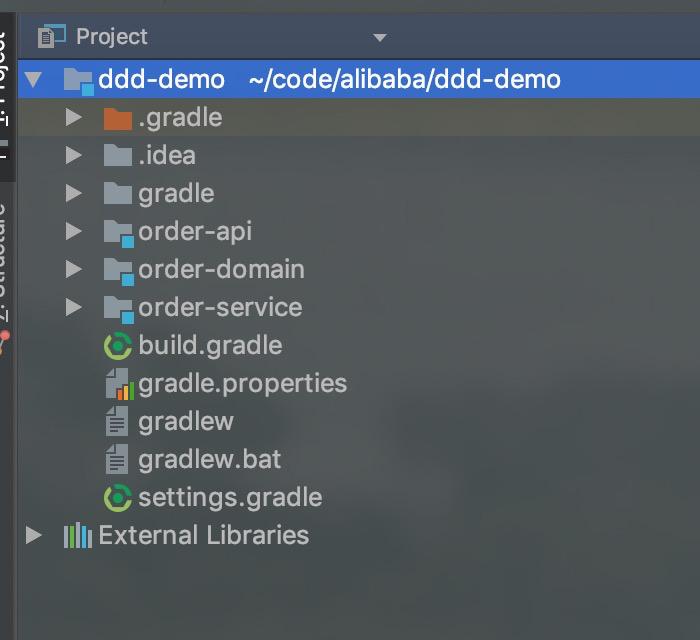 Project
ddd-demo ~/code/alibaba/ddd-demo
.gradle
.idea
gradle
order-api
order-domain
order-service
build.gradle
gradle.properties
gradlew
gradlew.bat
settings.gradle
External Libraries
1: Project
7: Structure